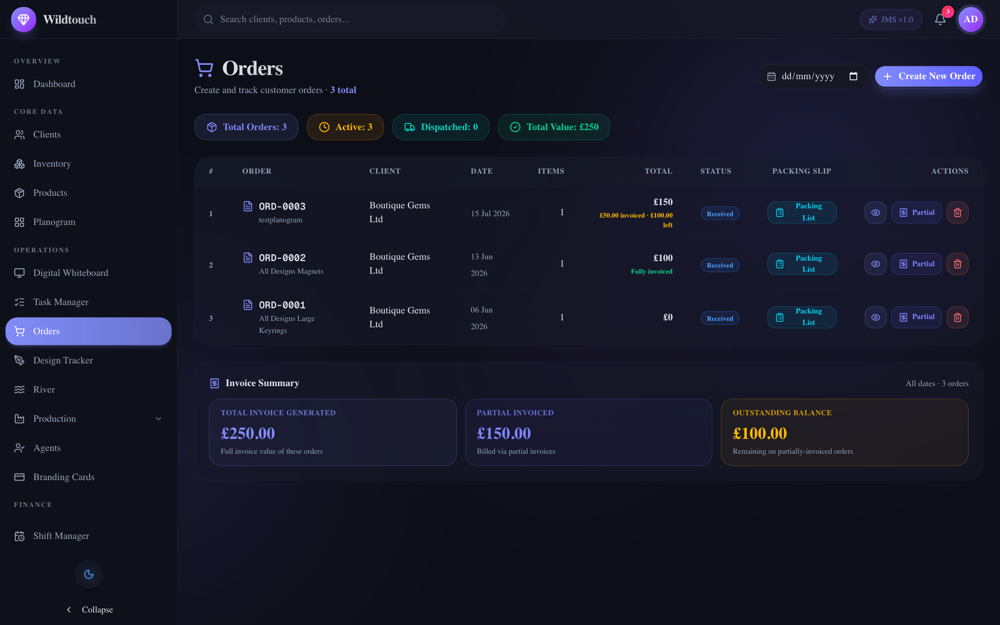 Wildtouch
Search clients, products, orders...
JMS v1.0
3
AD
OVERVIEW
Dashboard
CORE DATA
Clients
Inventory
Products
Planogram
OPERATIONS
Digital Whiteboard
Task Manager
Orders
Design Tracker
River
Production
Agents
Branding Cards
FINANCE
Shift Manager
Collapse
Orders
Create and track customer orders · 3 total
dd/mm/yyyy
Create New Order
Total Orders: 3
Active: 3
Dispatched: 0
Total Value: £250
# ORDER CLIENT DATE ITEMS TOTAL STATUS PACKING SLIP ACTIONS
1
ORD-0003
testplanogram
Boutique Gems
Ltd
15 Jul 2026
1
£150
£50.00 invoiced · £100.00
left
Received
Packing
List
Partial
2
ORD-0002
All Designs Magnets
Boutique Gems
Ltd
13 Jun
2026
1
£100
Fully invoiced
Received
Packing
List
Partial
3
ORD-0001
All Designs Large
Keyrings
Boutique Gems
Ltd
06 Jun
2026
1
£0
Received
Packing
List
Partial
Invoice Summary
All dates · 3 orders
TOTAL INVOICE GENERATED
£250.00
Full invoice value of these orders
PARTIAL INVOICED
£150.00
Billed via partial invoices
OUTSTANDING BALANCE
£100.00
Remaining on partially-invoiced orders